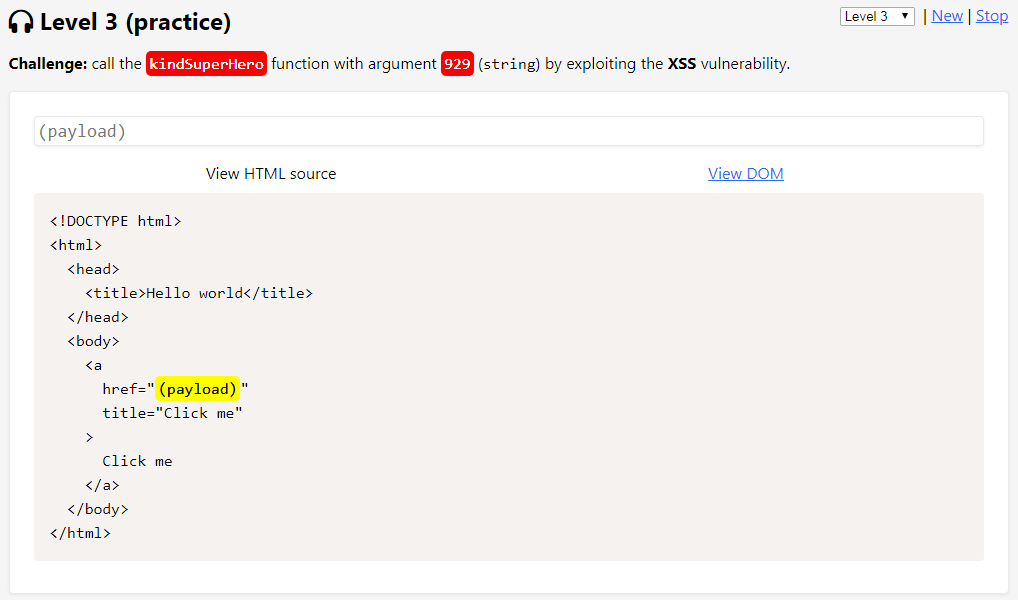 Level 3 (practice)
Level 3 | New | Stop
Challenge: call the kindSuperHero function with argument 929 (string) by exploiting the XSS vulnerability.
(payload)
View HTML source
View DOM
<!DOCTYPE html>
<html>
  <head>
    <title>Hello world</title>
  </head>
  <body>
    <a
      href="(payload)"
      title="Click me"
    >
      Click me
    </a>
  </body>
</html>